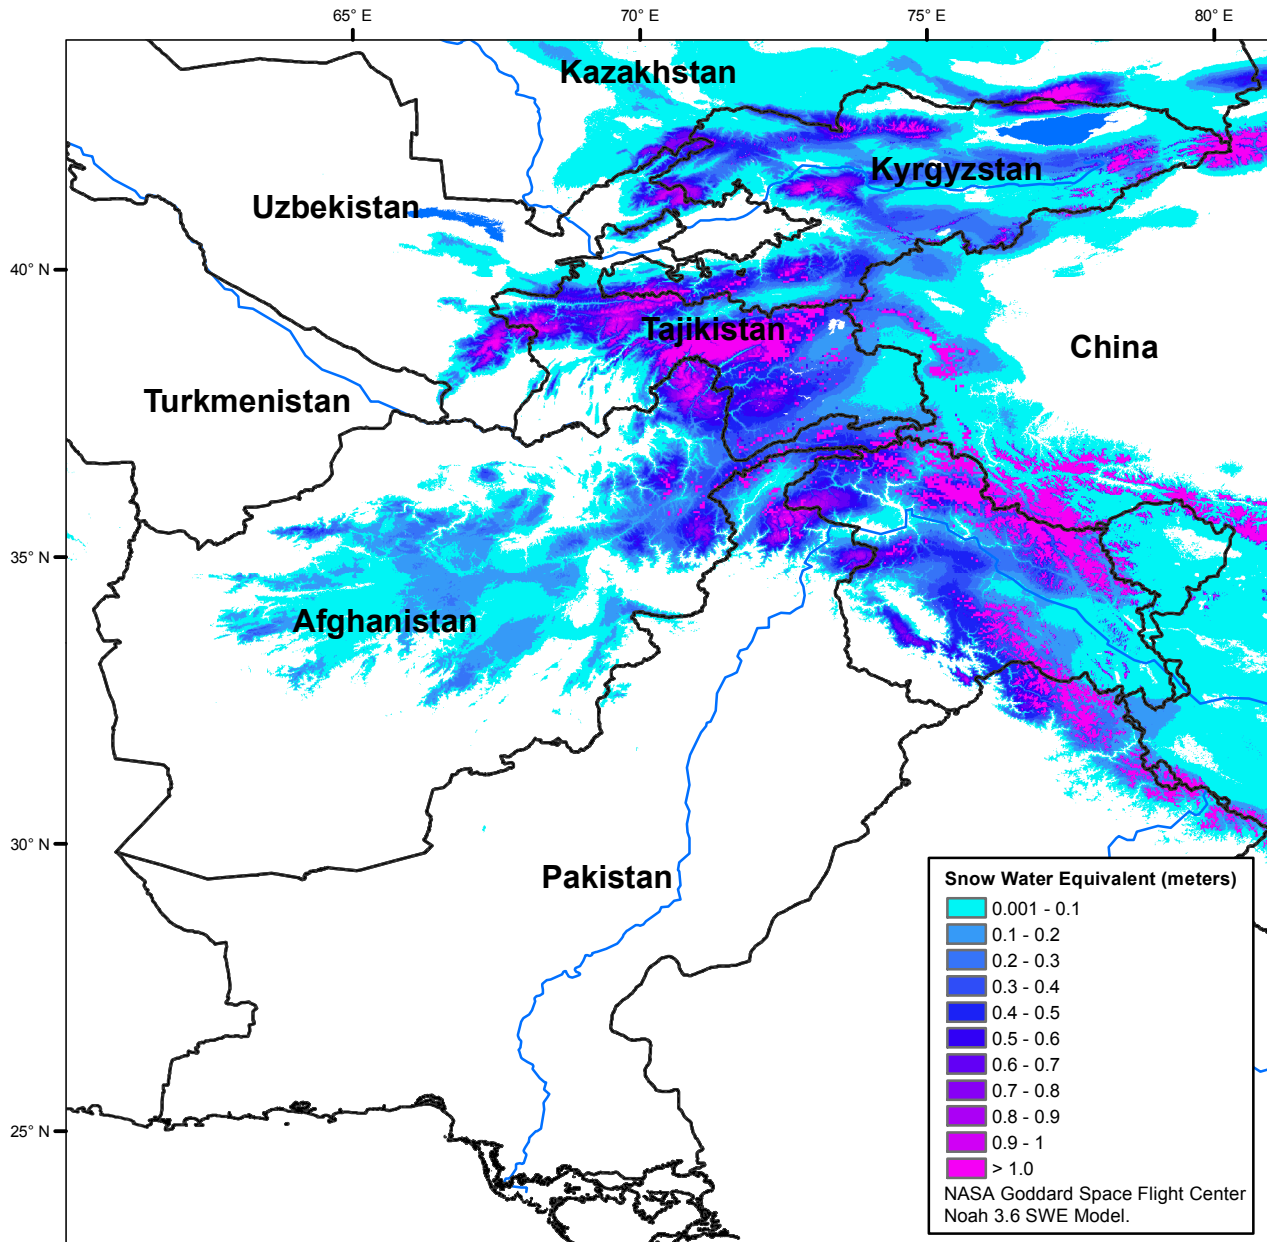 65° E
70° E
75° E
80° E
Kazakhstan
Kyrgyzstan
Uzbekistan
40° N
Tajikistan
China
Turkmenistan
35° N
Afghanistan
30° N
Pakistan
25° N
Snow Water Equivalent (meters)
0.001 - 0.1
0.1 - 0.2
0.2 - 0.3
0.3 - 0.4
0.4 - 0.5
0.5 - 0.6
0.6 - 0.7
0.7 - 0.8
0.8 - 0.9
0.9 - 1
> 1.0
NASA Goddard Space Flight Center
Noah 3.6 SWE Model.